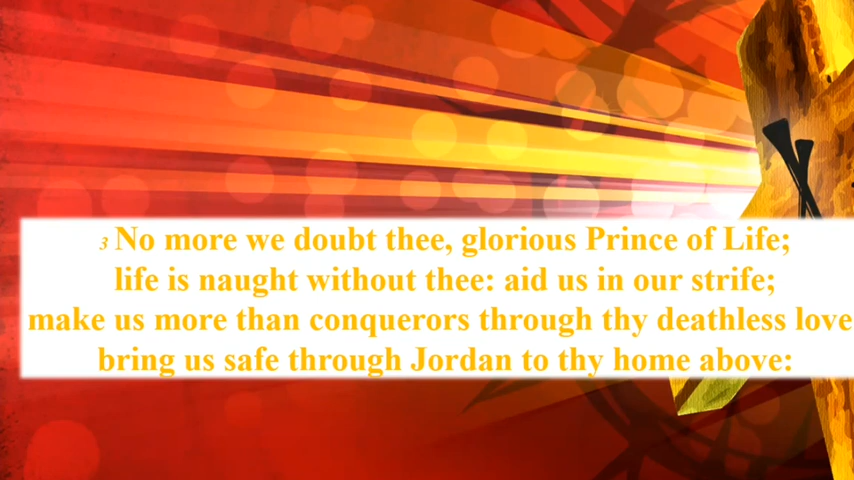 3 No more we doubt thee, glorious Prince of Life;
life is naught without thee: aid us in our strife;
make us more than conquerors through thy deathless love
bring us safe through Jordan to thy home above: